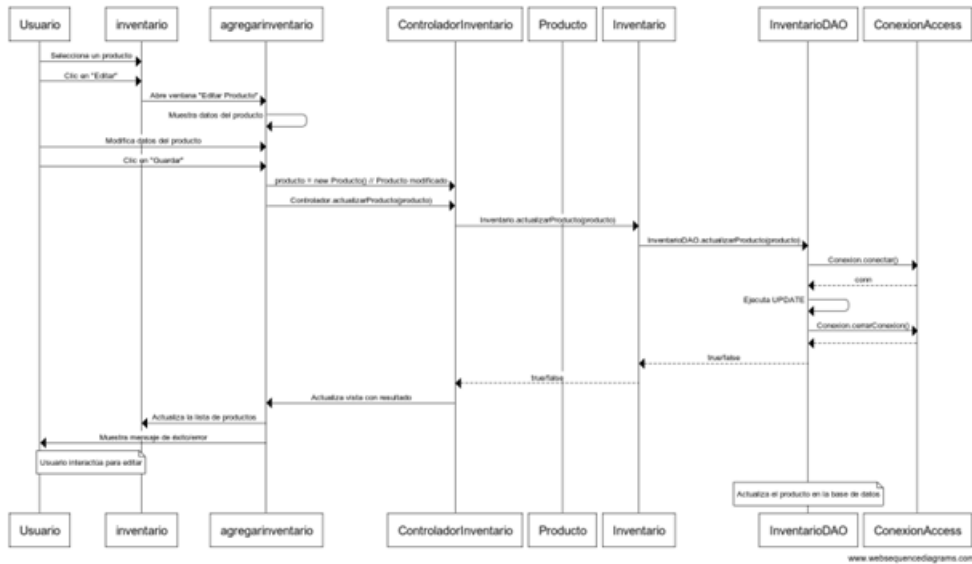 Usuario
inventario
agregarinventario
ControladorInventario
Producto
Inventario
InventarioDAO
ConexionAccess
Selecciona un producto
Clic en "Editar"
Abre ventana "Editar Producto"
Muestra datos del producto
Modifica datos del producto
Clic en "Guardar"
producto = new Producto() // Producto modificado
Controlador.actualizarProducto(producto)
Inventario.actualizarProducto(producto)
InventarioDAO.actualizarProducto(producto)
Conexion.conectar()
conn
Ejecuta UPDATE
Conexion.cerrarConexion()
true/false
true/false
Actualiza vista con resultado
Actualiza la lista de productos
Muestra mensaje de éxito/error
Usuario interactúa para editar
Actualiza el producto en la base de datos
Usuario
inventario
agregarinventario
ControladorInventario
Producto
Inventario
InventarioDAO
ConexionAccess
www.websequencediagrams.com